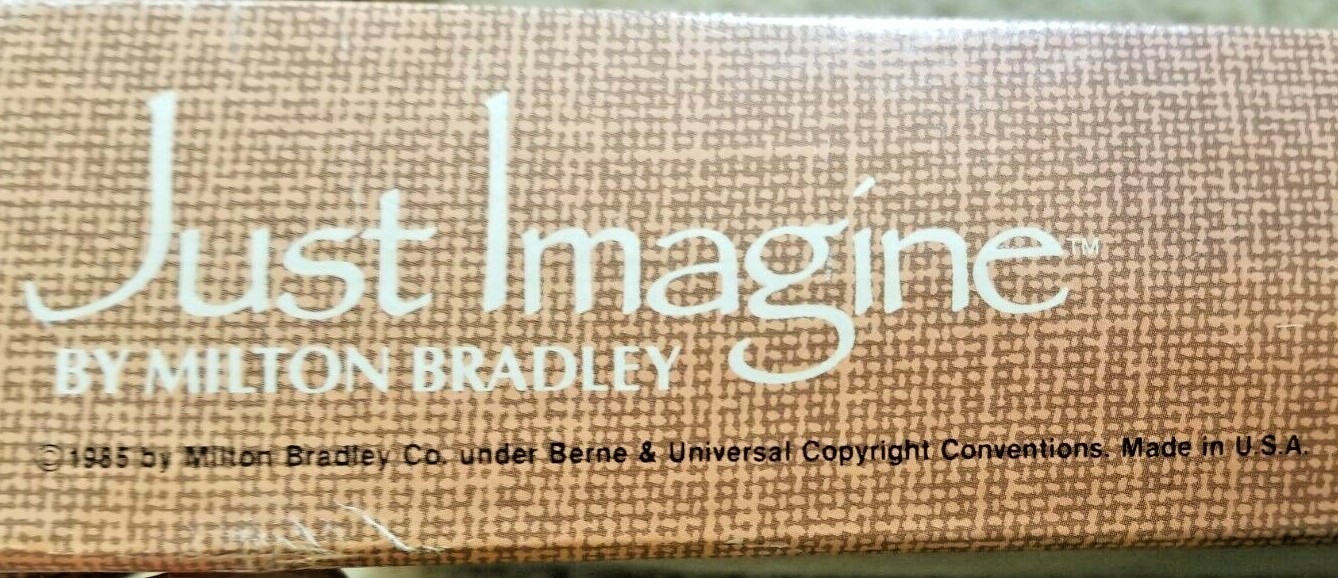 Just Imagine™
BY MILTON BRADLEY
©1985 by Milton Bradley Co. under Berne & Universal Copyright Conventions. Made in U.S.A.